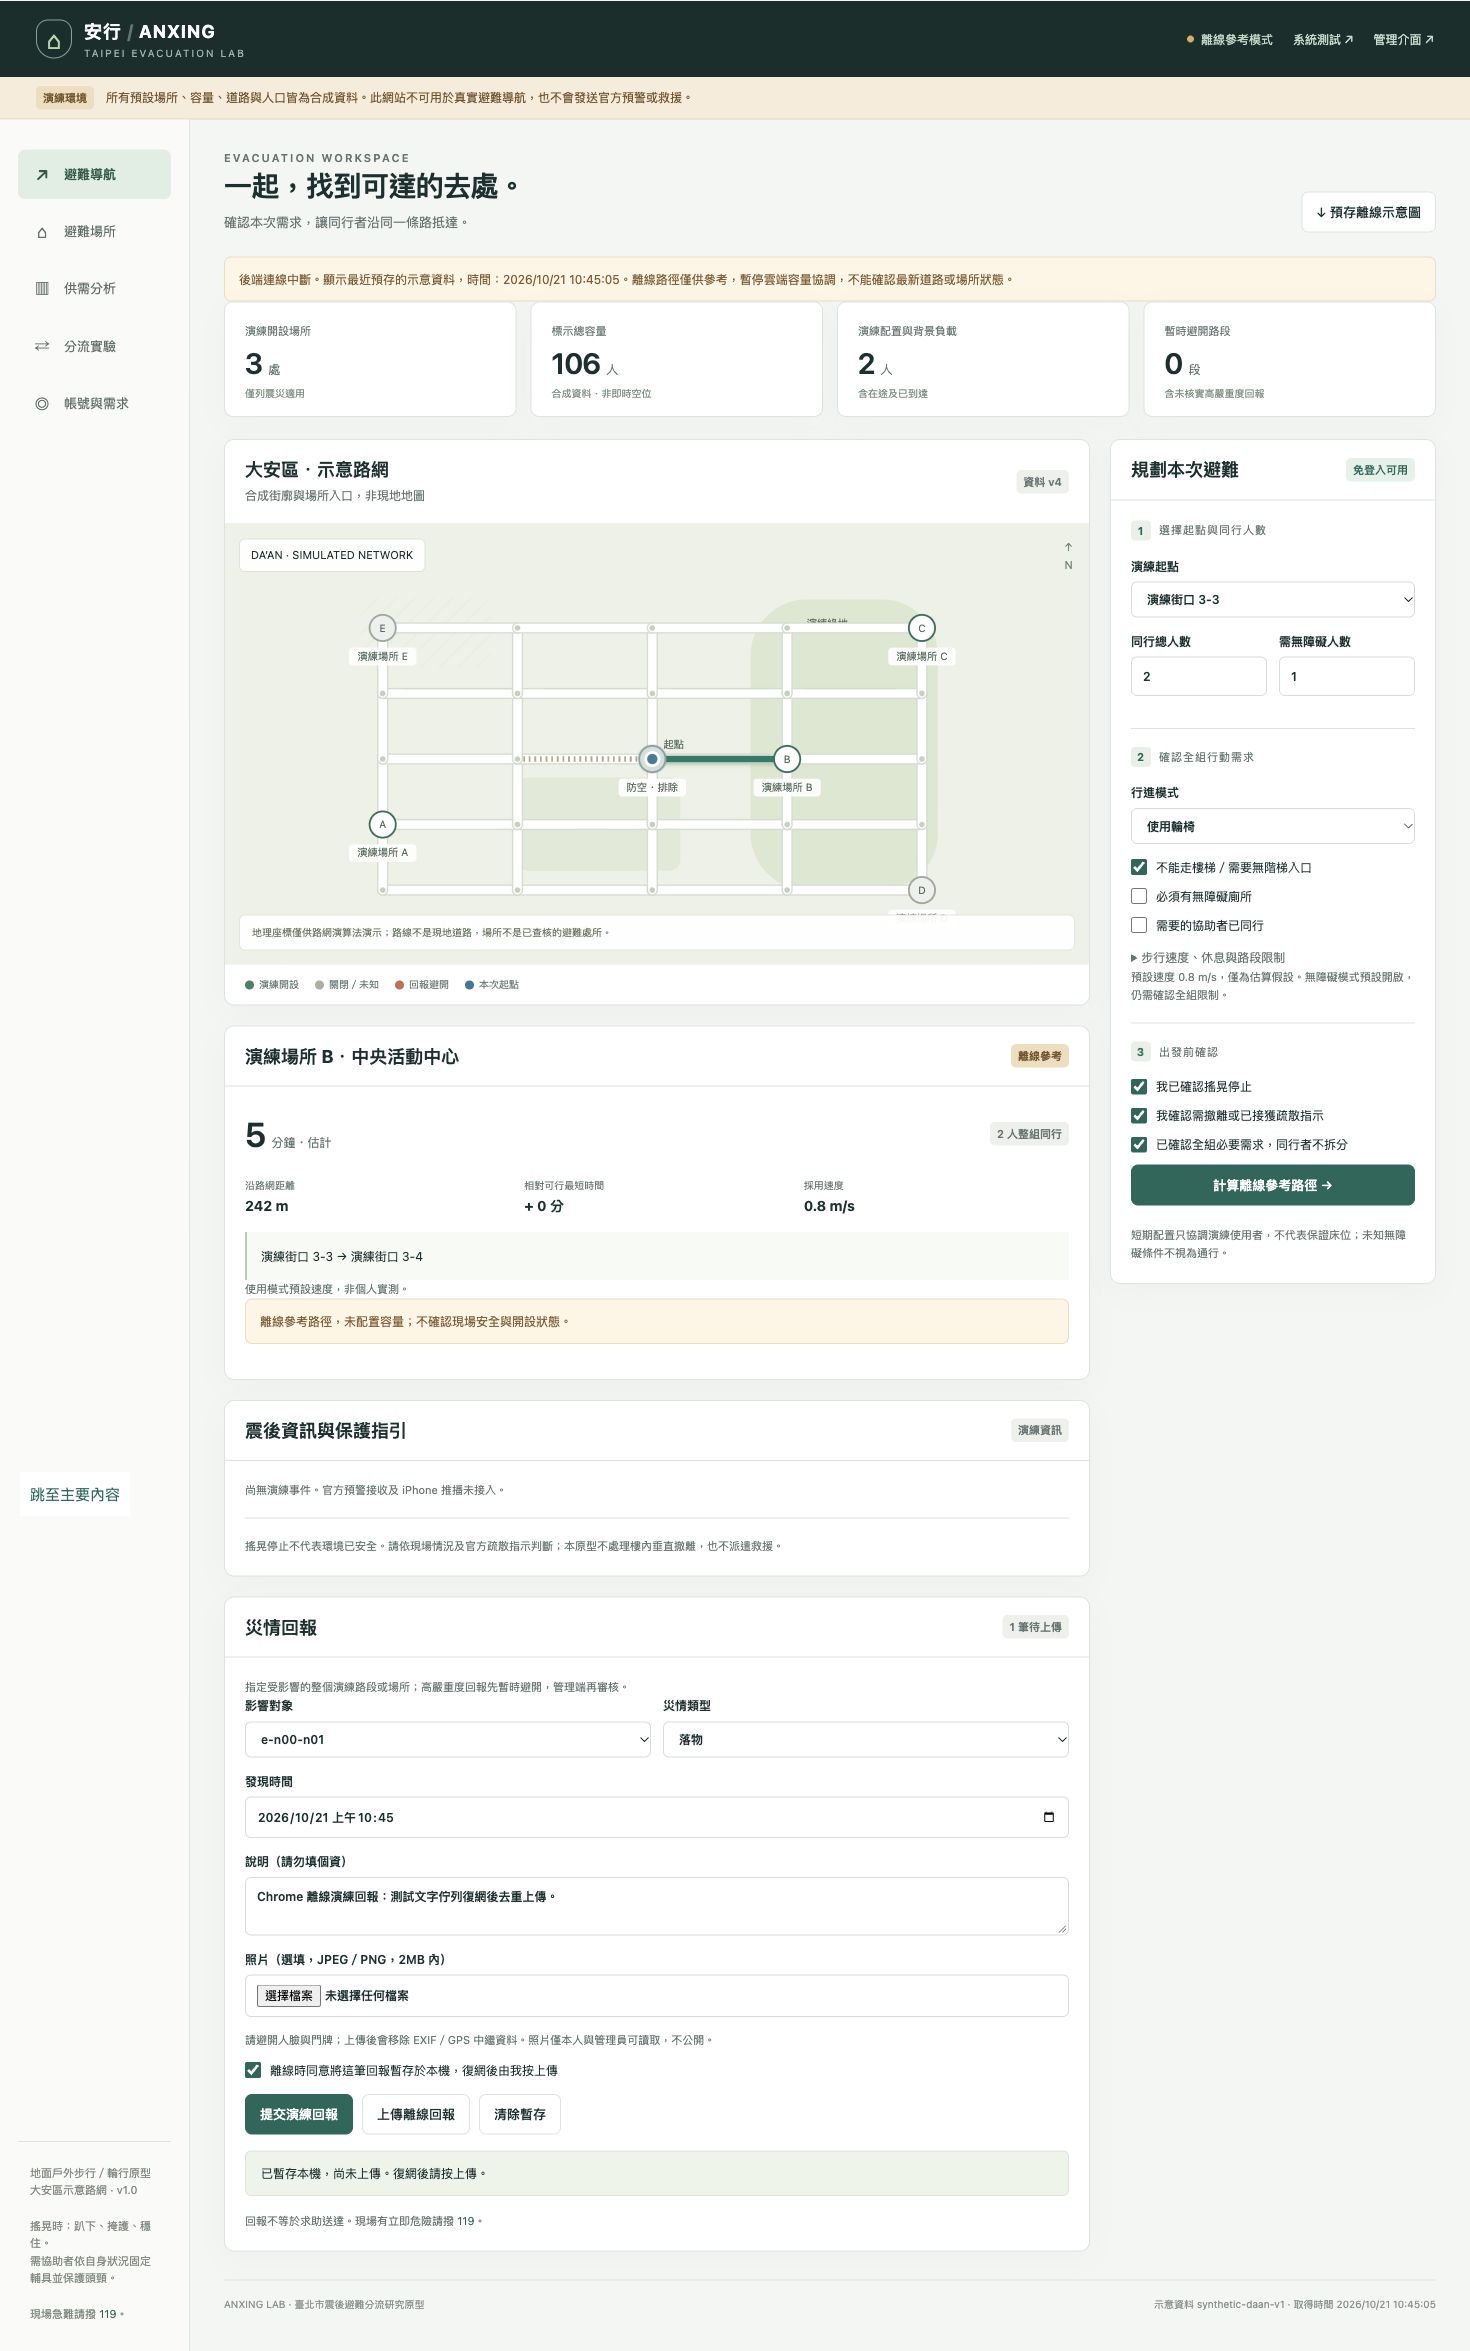 安行 / ANXING
TAIPEI EVACUATION LAB
離線參考模式
系統測試 ↗
管理介面 ↗
演練環境
所有預設場所、容量、道路與人口皆為合成資料。此網站不可用於真實避難導航，也不會發送官方預警或救援。
避難導航
避難場所
供需分析
分流實驗
帳號與需求
EVACUATION WORKSPACE
一起，找到可達的去處。
確認本次需求，讓同行者沿同一條路抵達。
↓ 預存離線示意圖
後端連線中斷。顯示最近預存的示意資料，時間：2026/10/21 10:45:05。離線路徑僅供參考，暫停雲端容量協調，不能確認最新道路或場所狀態。
演練開設場所
3 處
僅列震災適用
標示總容量
106 人
合成資料 · 非即時空位
演練配置與背景負載
2 人
含在途及已到達
暫時避開路段
0 段
含未核實高嚴重度回報
大安區 · 示意路網
合成街廓與場所入口，非現地地圖
資料 v4
DA'AN · SIMULATED NETWORK
↑
N
E
演練場所 E
C
演練場所 C
起點
防空 · 排除
B
演練場所 B
A
演練場所 A
D
地理座標僅供路網演算法演示；路線不是現地道路，場所不是已查核的避難處所。
演練開設
關閉 / 未知
回報避開
本次起點
規劃本次避難
免登入可用
1 選擇起點與同行人數
演練起點
演練街口 3-3
同行總人數
需無障礙人數
2
1
2 確認全組行動需求
行進模式
使用輪椅
不能走樓梯 / 需要無階梯入口
必須有無障礙廁所
需要的協助者已同行
步行速度、休息與路段限制
預設速度 0.8 m/s，僅為估算假設。無障礙模式預設開啟，
仍需確認全組限制。
3 出發前確認
我已確認搖晃停止
我確認需撤離或已接獲疏散指示
已確認全組必要需求，同行者不拆分
計算離線參考路徑 →
短期配置只協調演練使用者，不代表保證床位；未知無障
礙條件不視為通行。
演練場所 B · 中央活動中心
離線參考
5 分鐘 · 估計
2 人整組同行
沿路網距離
242 m
相對可行最短時間
+ 0 分
採用速度
0.8 m/s
演練街口 3-3 → 演練街口 3-4
使用模式預設速度，非個人實測。
離線參考路徑，未配置容量；不確認現場安全與開設狀態。
震後資訊與保護指引
演練資訊
尚無演練事件。官方預警接收及 iPhone 推播未接入。
搖晃停止不代表環境已安全。請依現場情況及官方疏散指示判斷；本原型不處理樓內垂直撤離，也不派遣救援。
跳至主要內容
災情回報
1 筆待上傳
指定受影響的整個演練路段或場所；高嚴重度回報先暫時避開，管理端再審核。
影響對象
災情類型
e-n00-n01
落物
發現時間
2026/10/21 上午 10:45
說明（請勿填個資）
Chrome 離線演練回報：測試文字佇列復網後去重上傳。
照片（選填，JPEG / PNG，2MB 內）
選擇檔案 未選擇任何檔案
請避開人臉與門牌；上傳後會移除 EXIF / GPS 中繼資料。照片僅本人與管理員可讀取，不公開。
離線時同意將這筆回報暫存於本機，復網後由我按上傳
提交演練回報
上傳離線回報
清除暫存
已暫存本機，尚未上傳。復網後請按上傳。
回報不等於求助送達。現場有立即危險請撥 119。
地面戶外步行 / 輪行原型
大安區示意路網 · v1.0
搖晃時：趴下、掩護、穩
住。
需協助者依自身狀況固定
輔具並保護頭頸。
現場急難請撥 119。
ANXING LAB · 臺北市震後避難分流研究原型
示意資料 synthetic-daan-v1 · 取得時間 2026/10/21 10:45:05